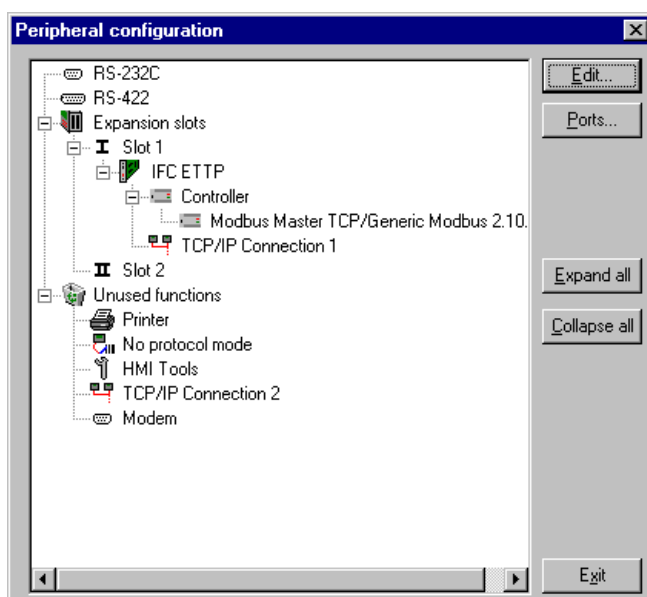 Peripheral configuration
RS-232C
RS-422
Expansion slots
I Slot 1
IFC ETTP
Controller
Modbus Master TCP/Generic Modbus 2.10.
TCP/IP Connection 1
II Slot 2
Unused functions
Printer
No protocol mode
HMI Tools
TCP/IP Connection 2
Modem
Edit...
Ports...
Expand all
Collapse all
Exit